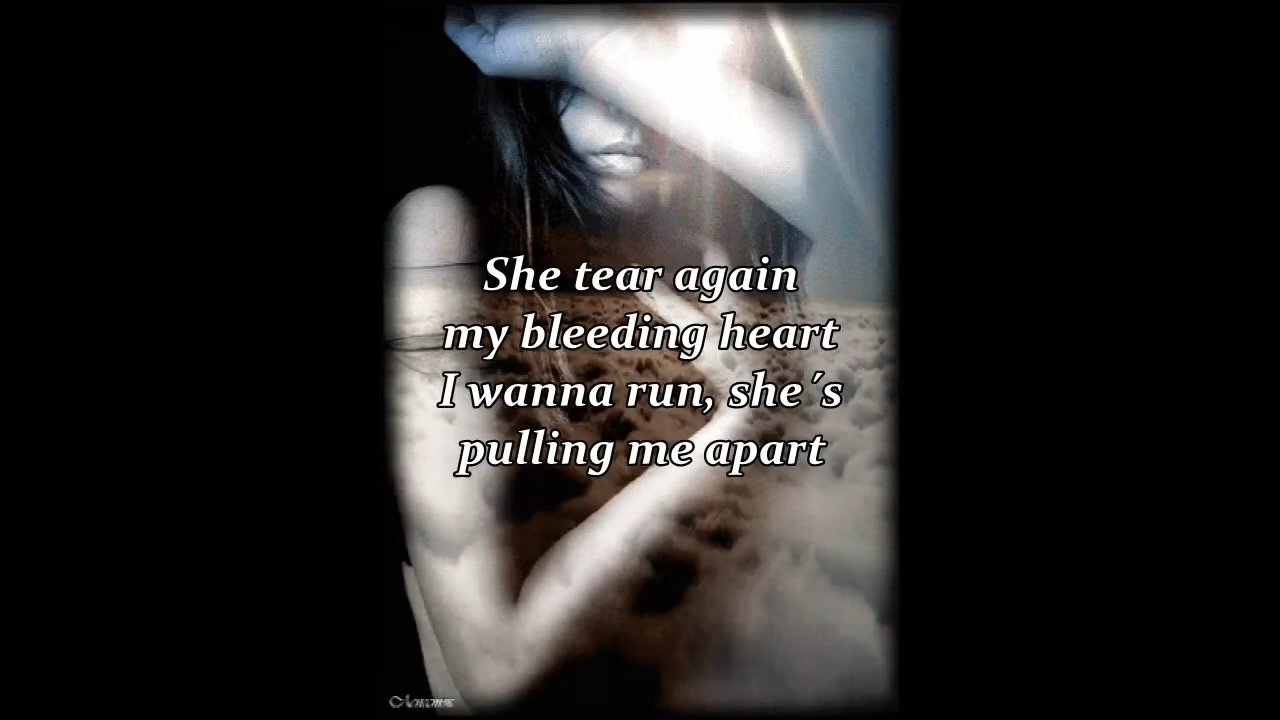 She tear again
my bleeding heart
I wanna run, she´s
pulling me apart